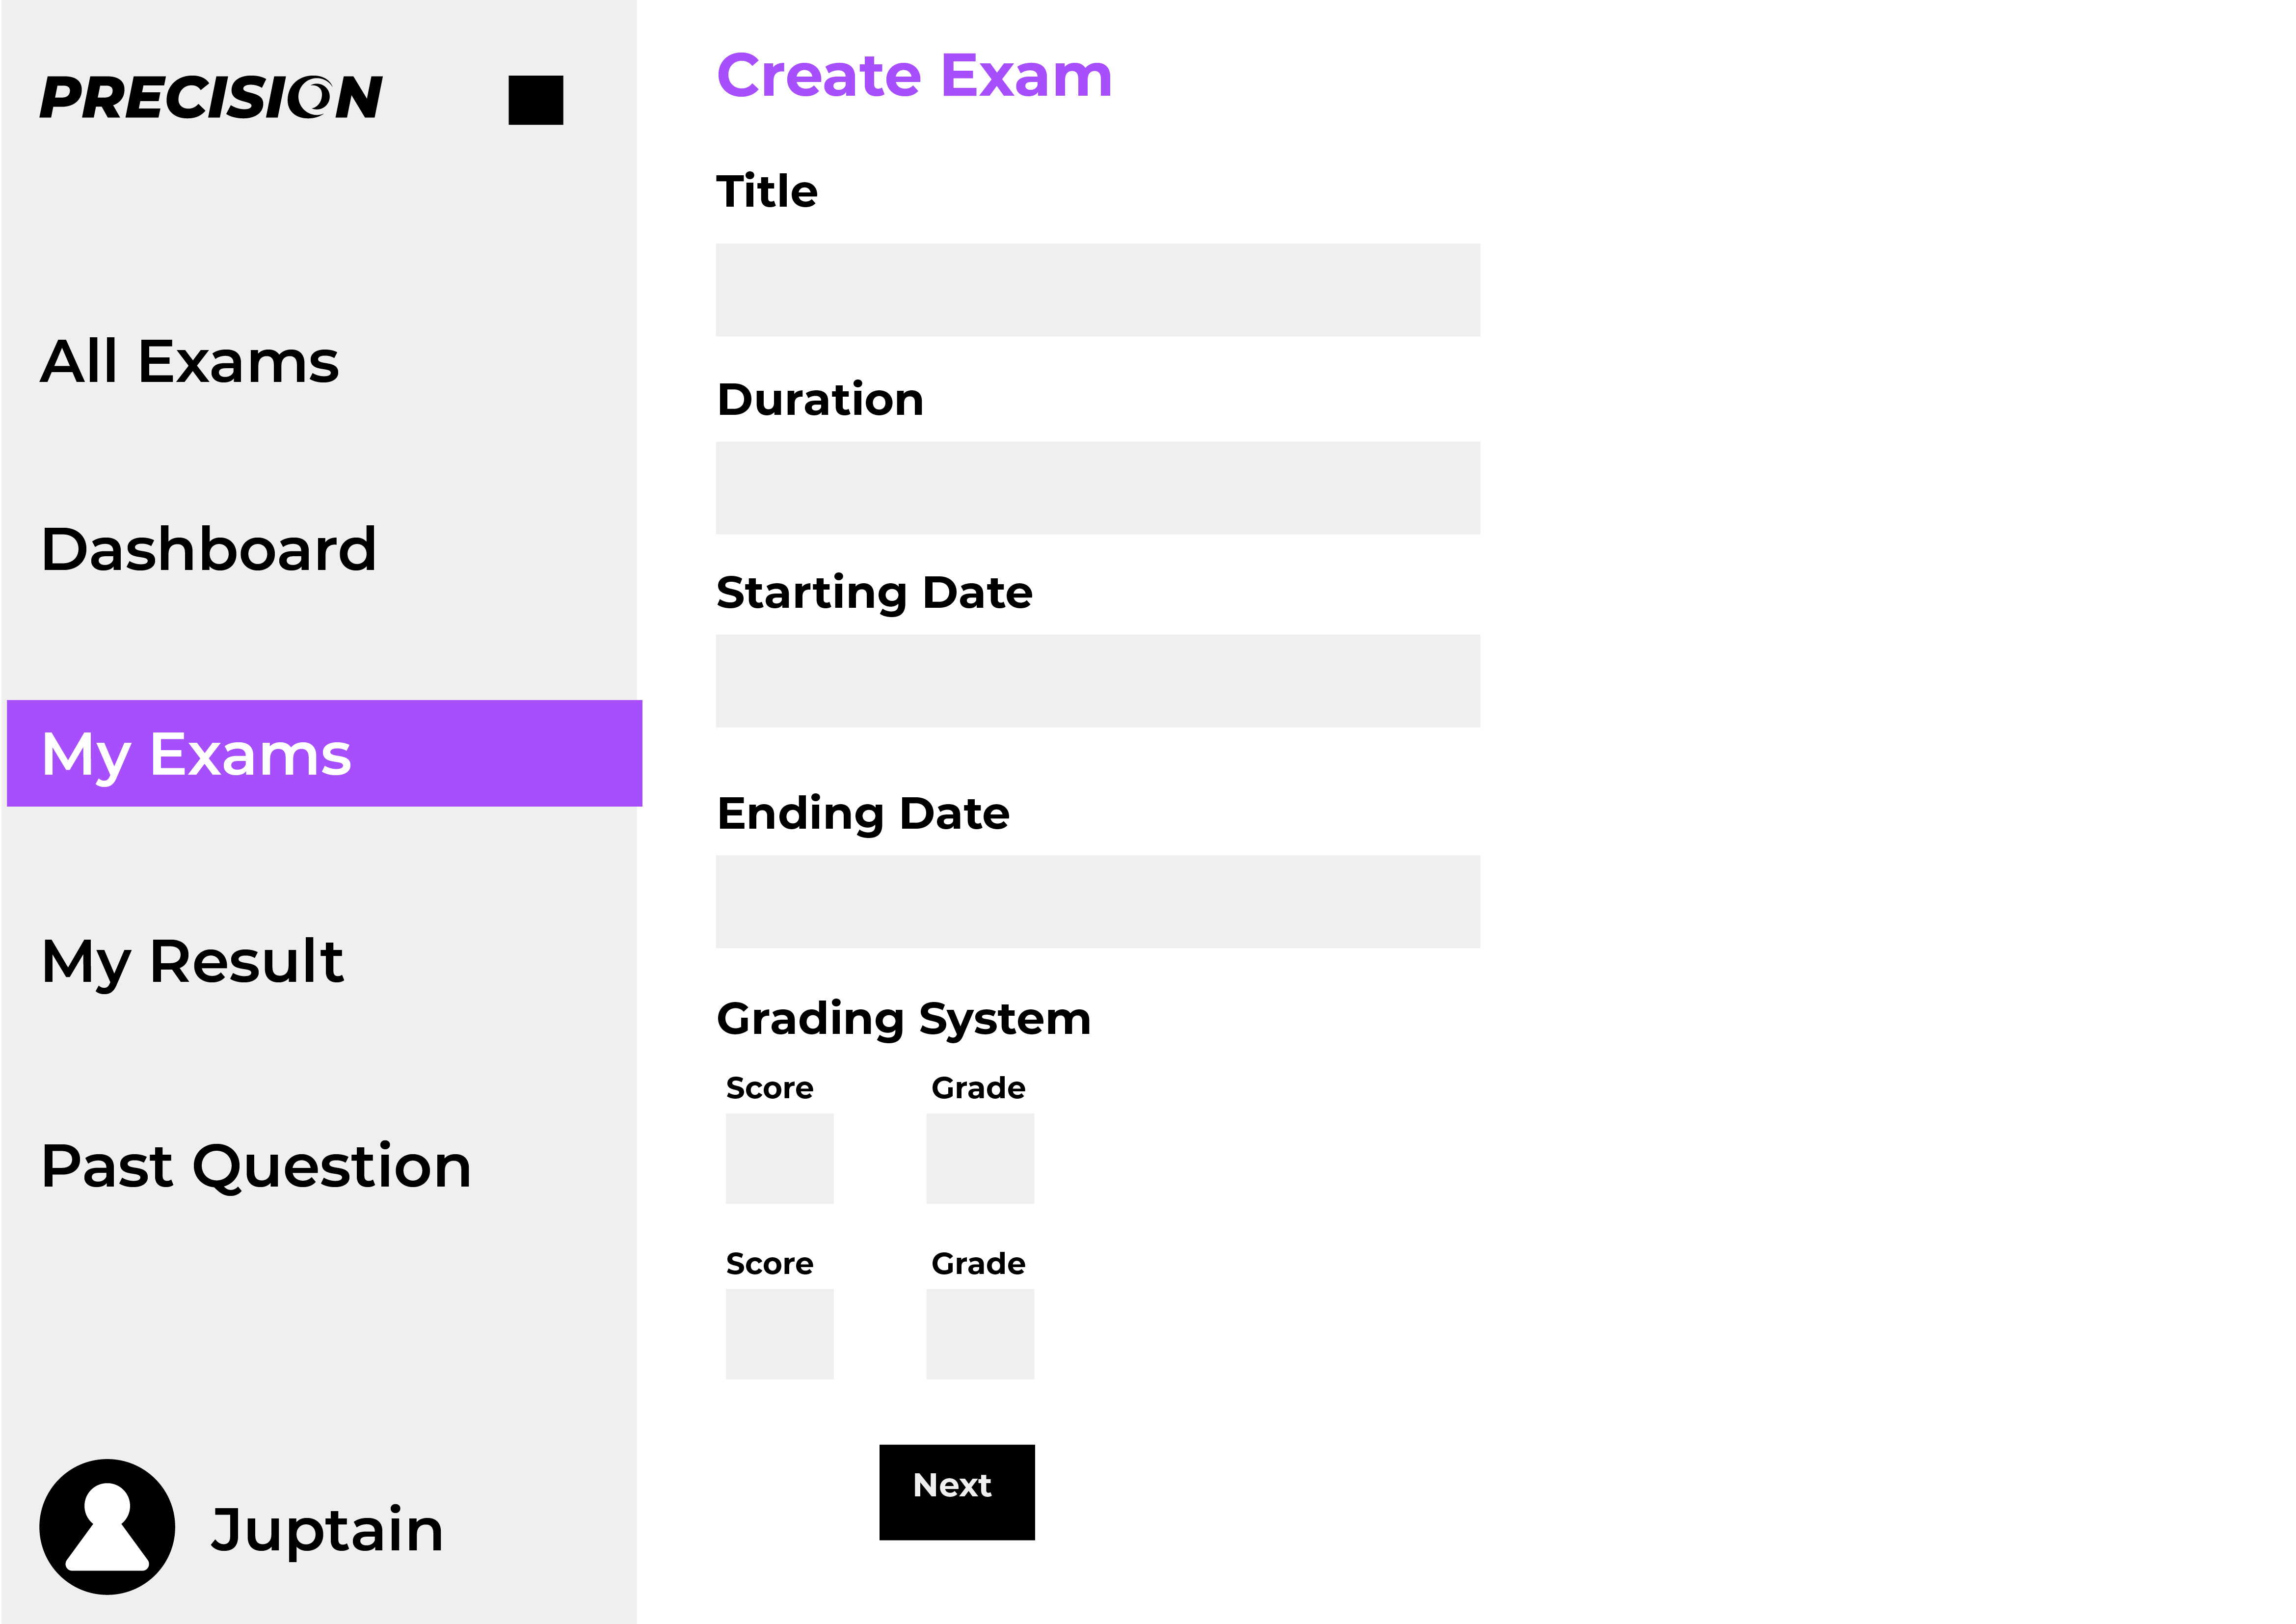 PRECISION
All Exams
Dashboard
My Exams
My Result
Past Question
Juptain
Create Exam
Title
Duration
Starting Date
Ending Date
Grading System
Score Grade
Score Grade
Next